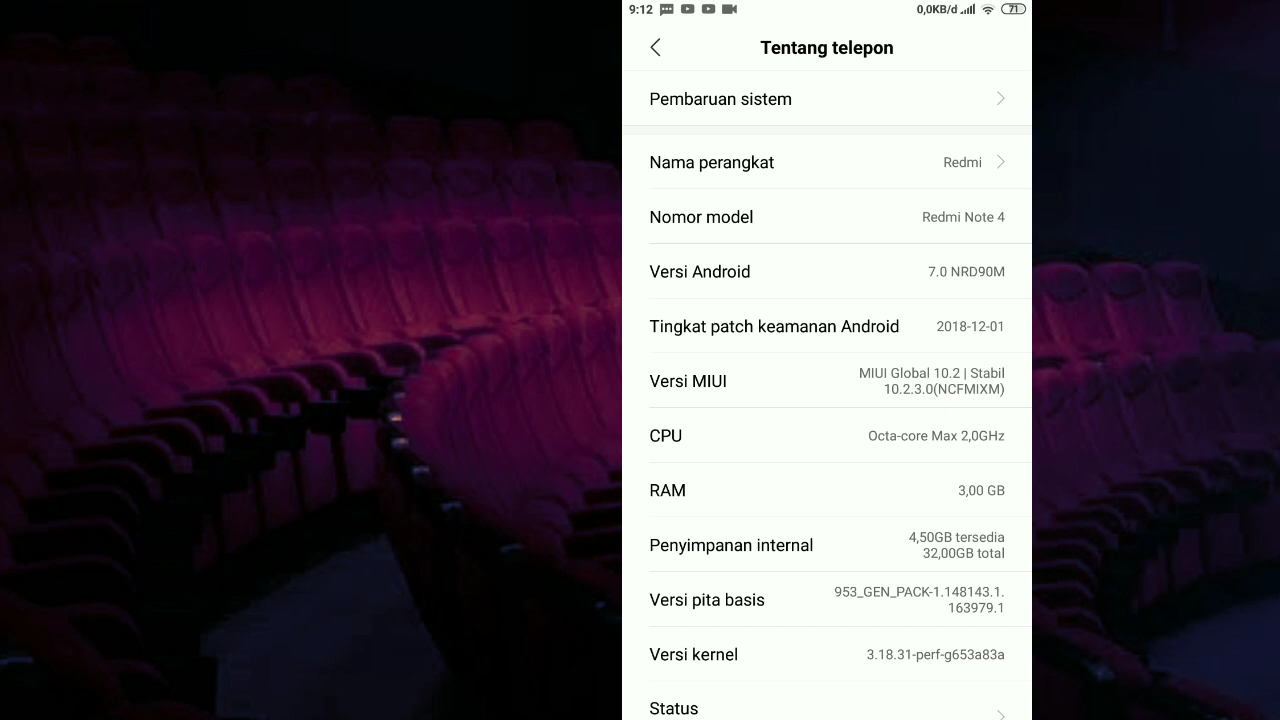 9:12 0,0KB/d 71
Tentang telepon
Pembaruan sistem
Nama perangkat Redmi
Nomor model Redmi Note 4
Versi Android 7.0 NRD90M
Tingkat patch keamanan Android 2018-12-01
Versi MIUI MIUI Global 10.2 | Stabil
10.2.3.0(NCFMIXM)
CPU Octa-core Max 2,0GHz
RAM 3,00 GB
Penyimpanan internal 4,50GB tersedia
32,00GB total
Versi pita basis 953_GEN_PACK-1.148143.1.
163979.1
Versi kernel 3.18.31-perf-g653a83a
Status